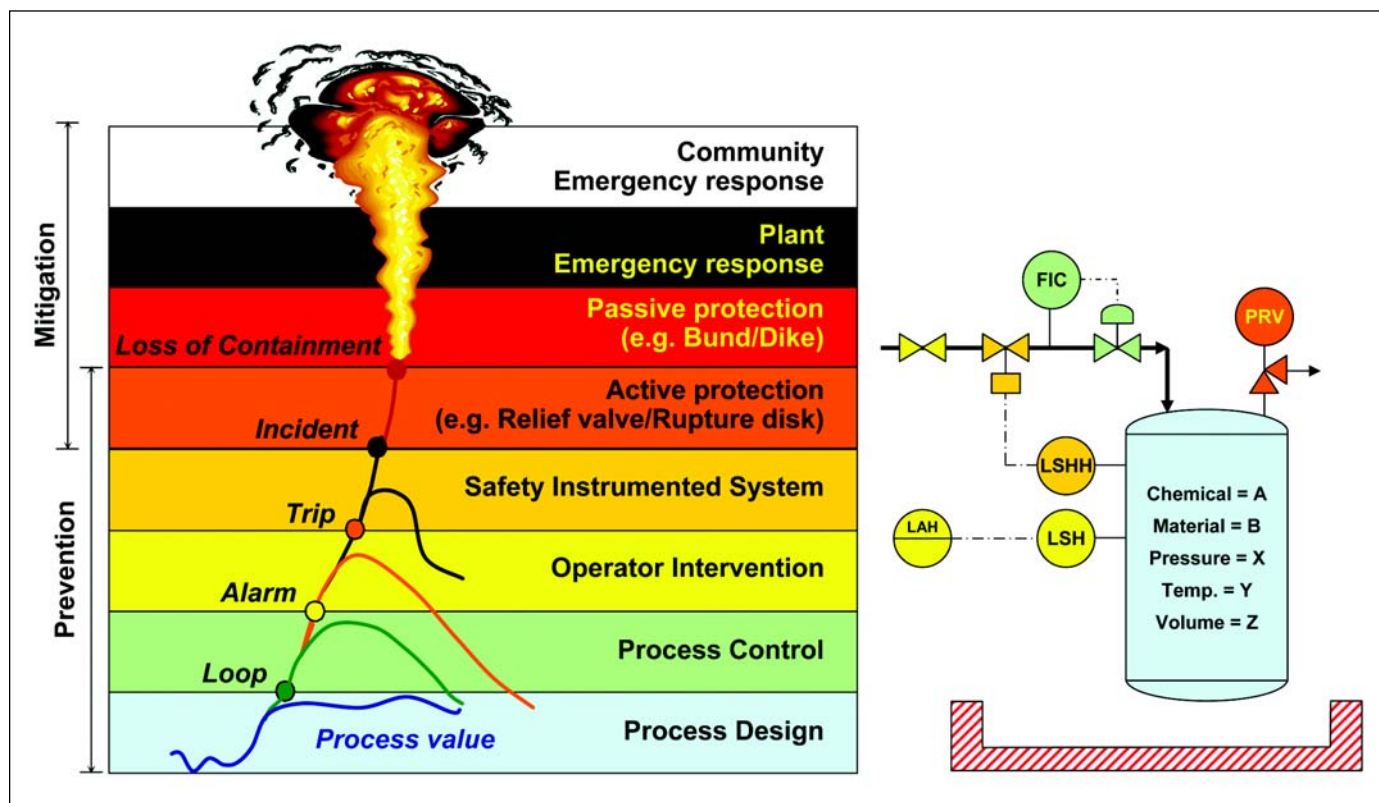 Mitigation
Prevention
Community
Emergency response
Plant
Emergency response
Passive protection
(e.g. Bund/Dike)
Loss of Containment
Active protection
(e.g. Relief valve/Rupture disk)
Incident
Safety Instrumented System
Trip
Operator Intervention
Alarm
Process Control
Loop
Process value
Process Design
FIC
PRV
LSHH
LAH
LSH
Chemical = A
Material = B
Pressure = X
Temp. = Y
Volume = Z